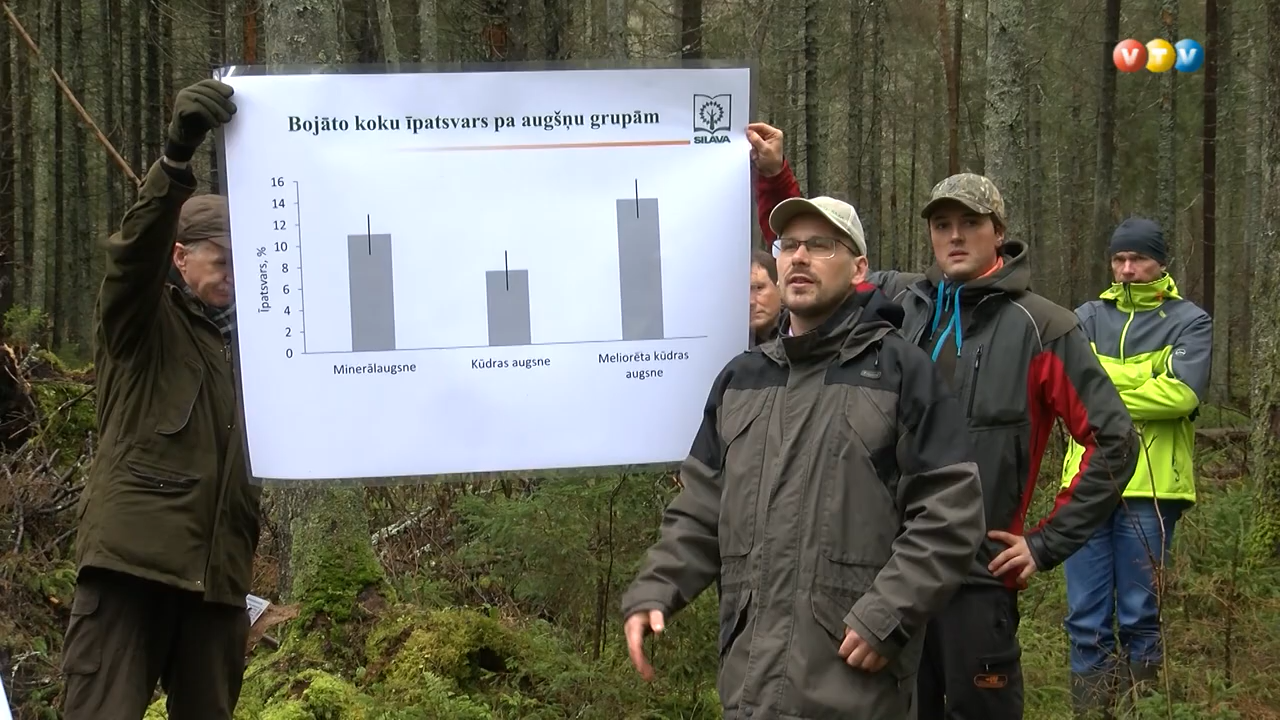 VTV
Bojāto koku īpatsvars pa augšņu grupām
SILAVA
Īpatsvars, %
16
14
12
10
8
6
4
2
0
Minerālaugsne
Kūdras augsne
Meliorēta kūdras
augsne